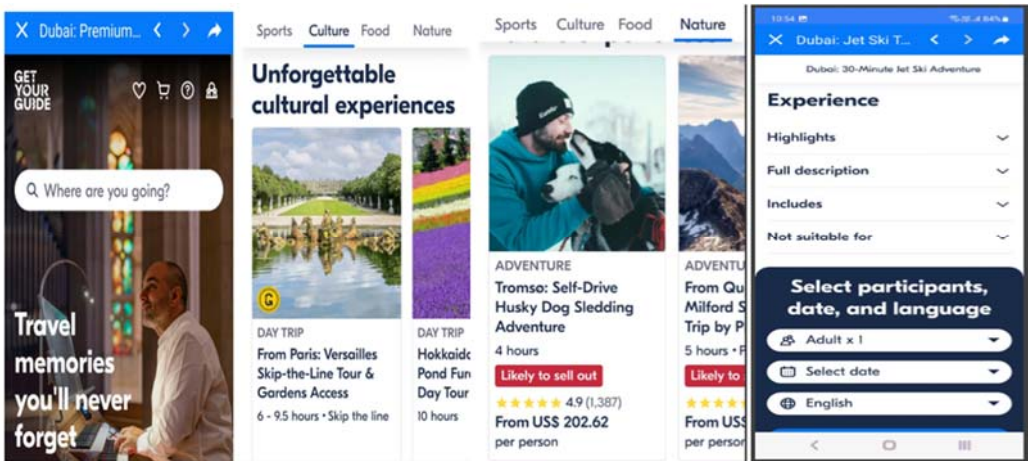 Dubai: Premium...
GET
YOUR
GUIDE
Where are you going?
Travel
memories
you'll never
forget
Sports Culture Food Nature
Unforgettable
cultural experiences
G
DAY TRIP
From Paris: Versailles
Skip-the-Line Tour &
Gardens Access
6 - 9.5 hours • Skip the line
DAY TRIP
Hokkaido
Pond
Day Tour
10 hours
Sports Culture Food Nature
ADVENTURE
Tromsø: Self-Drive
Husky Dog Sledding
Adventure
4 hours
Likely to sell out
4.9 (1,387)
From US$ 202.62
per person
ADVENTU
From Qu
Milford S
Trip by P
5 hours • F
Likely to
From US$
per person
10:54
84%
Dubai: Jet Ski T...
Dubai: 30-Minute Jet Ski Adventure
Experience
Highlights
Full description
Includes
Not suitable for
Select participants,
date, and language
Adult x 1
Select date
English